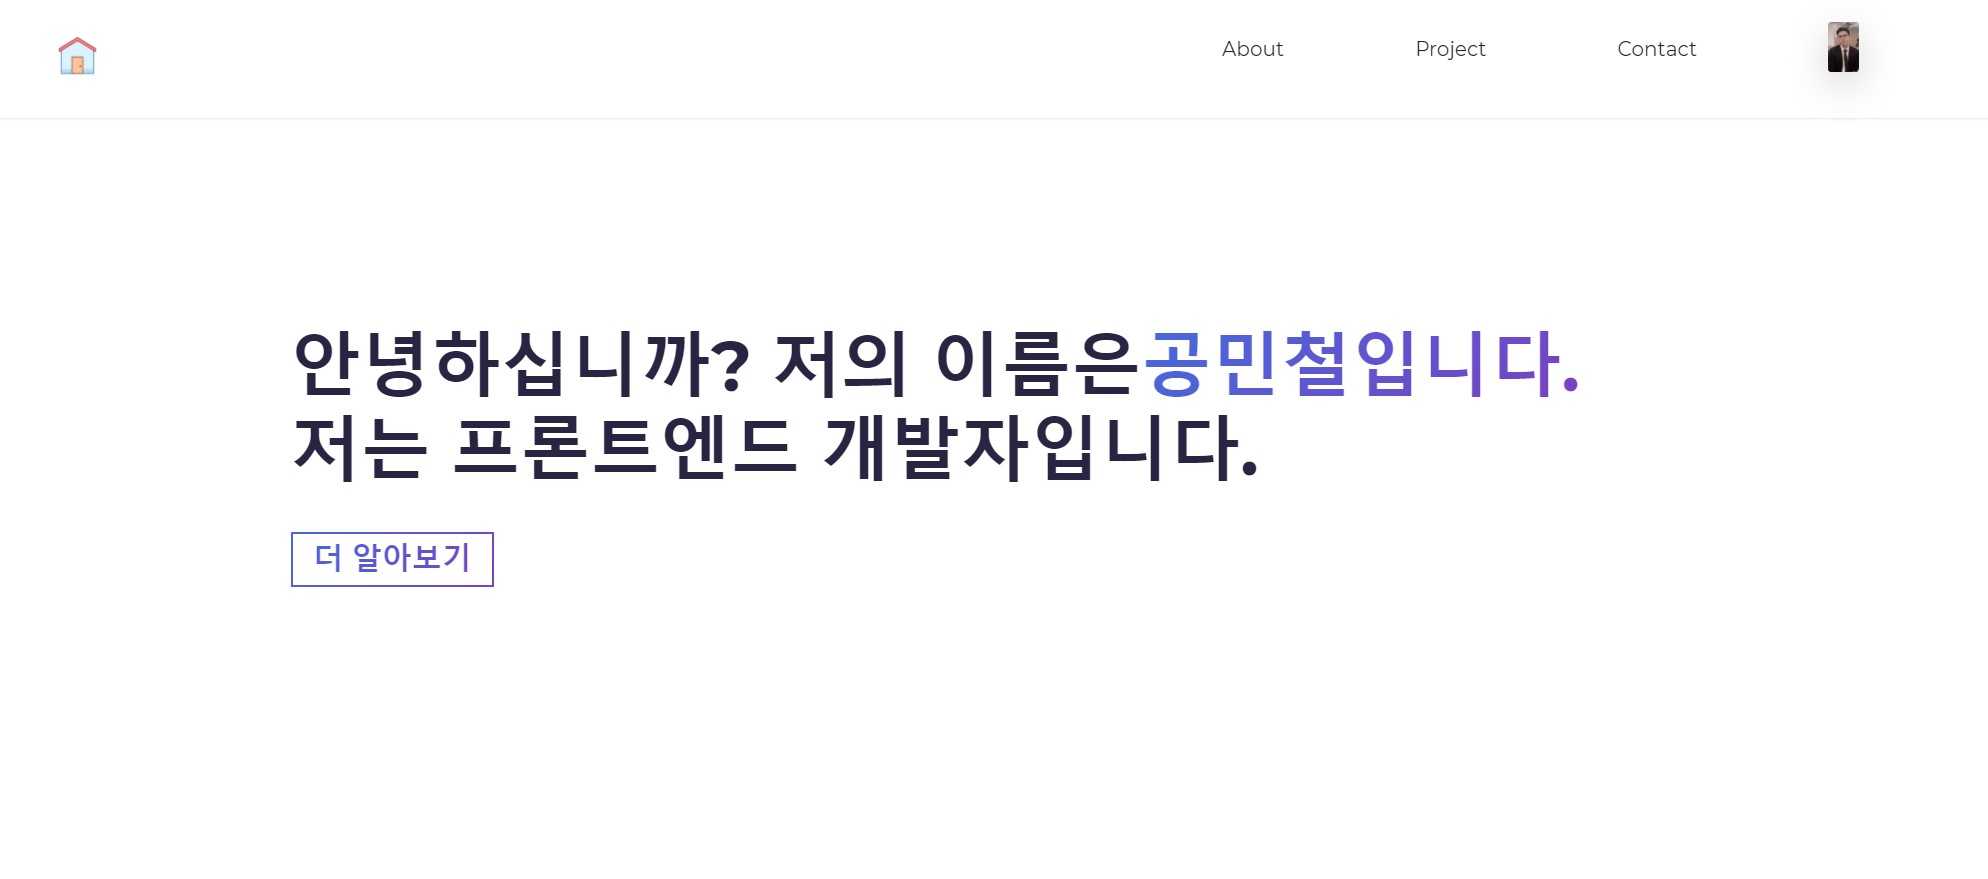 About
Project
Contact
안녕하십니까? 저의 이름은공민철입니다.
저는 프론트엔드 개발자입니다.
더 알아보기